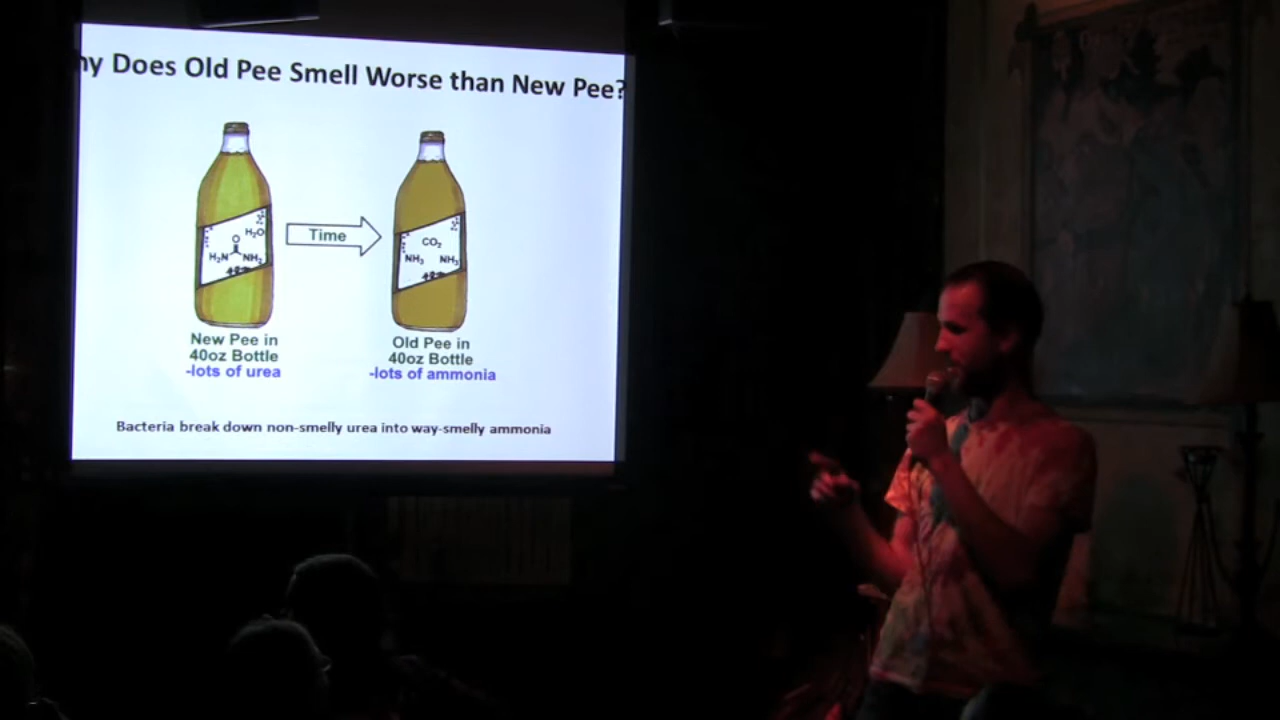 hy Does Old Pee Smell Worse than New Pee?
H₂O
O
H₂N NH₂
Time
CO₂
NH₃ NH₃
New Pee in
40oz Bottle
-lots of urea
Old Pee in
40oz Bottle
-lots of ammonia
Bacteria break down non-smelly urea into way-smelly ammonia